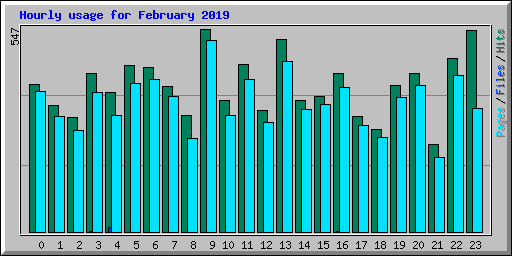 Hourly usage for February 2019
547
Pages/Files/Hits
0 1 2 3 4 5 6 7 8 9 10 11 12 13 14 15 16 17 18 19 20 21 22 23